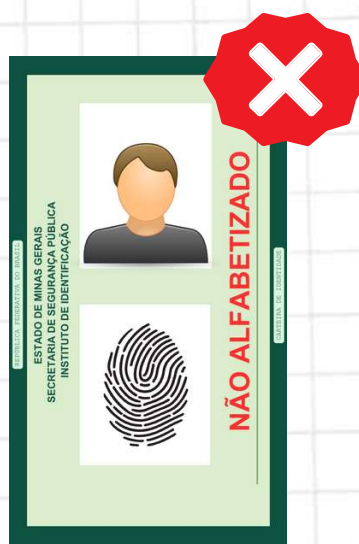 REPÚBLICA FEDERATIVA DO BRASIL
ESTADO DE MINAS GERAIS
SECRETARIA DE SEGURANÇA PÚBLICA
INSTITUTO DE IDENTIFICAÇÃO
NÃO ALFABETIZADO
CARTEIRA DE IDENTIDADE